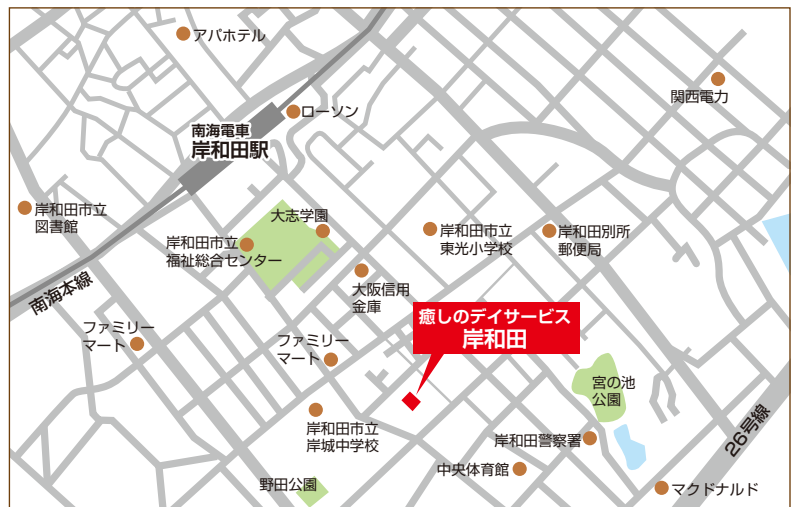 アパホテル
関西電力
ローソン
南海電車
岸和田駅
岸和田市立
図書館
大志学園
岸和田市立
福祉総合センター
岸和田市立
東光小学校
岸和田別所
郵便局
大阪信用
金庫
南海本線
癒しのデイサービス
岸和田
ファミリー
マート
ファミリー
マート
宮の池
公園
岸和田市立
岸城中学校
岸和田警察署
26号線
中央体育館
野田公園
マクドナルド